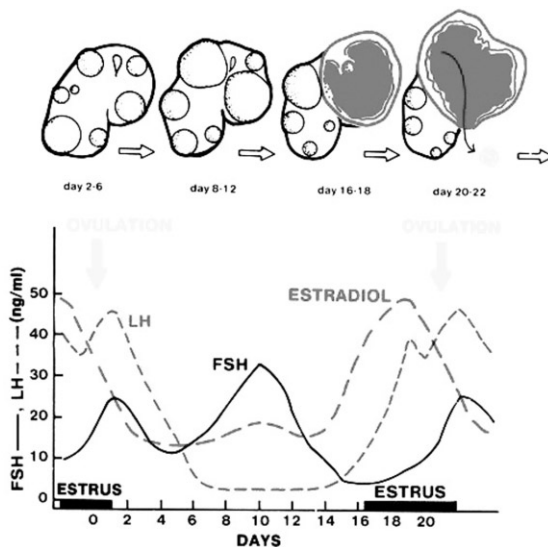 day 2-6
day 8-12
day 16-18
day 20-22
OVULATION
OVULATION
50
40
30
20
10
0
FSH ——, LH – – – (ng/ml)
LH
FSH
ESTRADIOL
ESTRUS
ESTRUS
0 2 4 6 8 10 12 14 16 18 20
DAYS